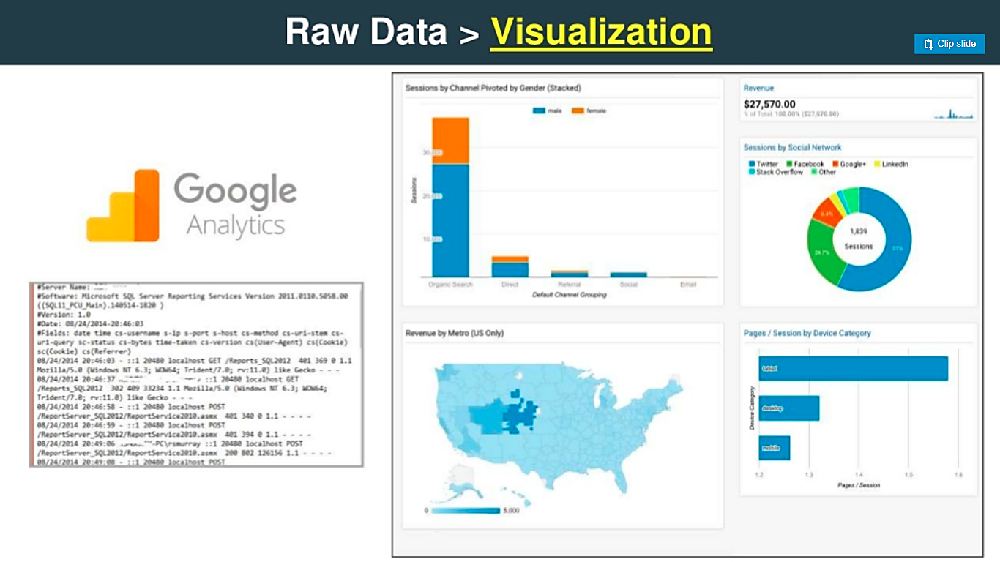 Raw Data > Visualization
Clip slide
Google
Analytics
#Server Name:
#Software: Microsoft SQL Server Reporting Services Version 2011.0110.5058.00
((SQL11_PCU_Main).140514-1820 )
#Version: 1.0
#Date: 08/24/2014-20:46:03
#Fields: date time cs-username s-ip s-port s-host cs-method cs-uri-stem cs-
uri-query sc-status cs-bytes time-taken cs-version cs(User-Agent) cs(Cookie)
sc(Cookie) cs(Referrer)
08/24/2014 20:46:03 - ::1 20480 localhost GET /Reports_SQL2012 401 369 0 1.1
Mozilla/5.0 (Windows NT 6.3; WOW64; Trident/7.0; rv:11.0) like Gecko - - -
08/24/2014 20:46:37 ::1 20480 localhost GET
/Reports_SQL2012 302 409 33234 1.1 Mozilla/5.0 (Windows NT 6.3; WOW64;
Trident/7.0; rv:11.0) like Gecko - - -
08/24/2014 20:46:58 - ::1 20480 localhost POST
/ReportServer_SQL2012/ReportService2010.asmx 401 340 0 1.1 - - - -
08/24/2014 20:46:59 - ::1 20480 localhost POST
/ReportServer_SQL2012/ReportService2010.asmx 401 394 0 1.1 - - - -
08/24/2014 20:49:06 -PC\rsmurray ::1 20480 localhost POST
/ReportServer_SQL2012/ReportService2010.asmx 200 802 126156 1.1 - - - -
08/24/2014 20:49:08 - ::1 20480 localhost POST
Sessions by Channel Pivoted by Gender (Stacked)
male female
Sessions
30,000
20,000
10,000
Organic Search Direct Referral Social Email
Default Channel Grouping
Revenue
$27,570.00
% of Total: 100.00% ($27,570.00)
Sessions by Social Network
Twitter Facebook Google+ LinkedIn
Stack Overflow Other
8.4%
24.7%
57%
1,839
Sessions
Revenue by Metro (US Only)
0 5,000
Pages / Session by Device Category
Device Category
tablet
desktop
mobile
1.2 1.3 1.4 1.5 1.6
Pages / Session